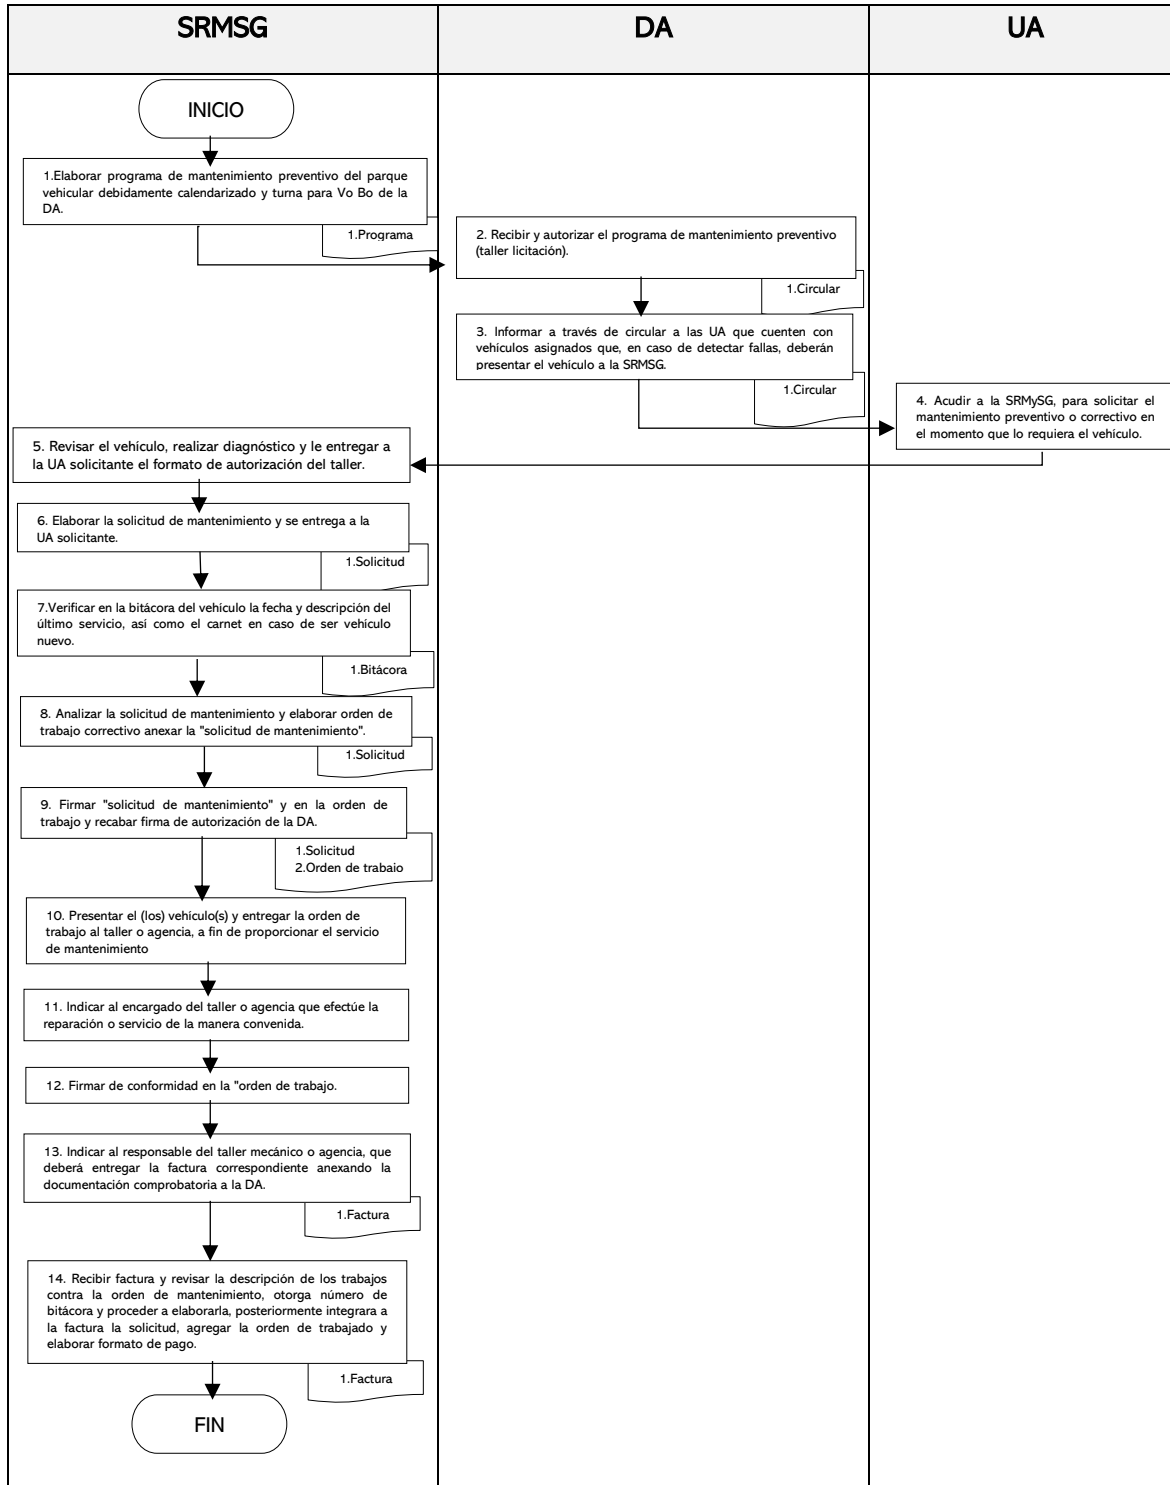 SRMSG
DA
UA
INICIO
1.Elaborar programa de mantenimiento preventivo del parque
vehicular debidamente calendarizado y turna para Vo Bo de la
DA.
1.Programa
2. Recibir y autorizar el programa de mantenimiento preventivo
(taller licitación).
1.Circular
3. Informar a través de circular a las UA que cuenten con
vehículos asignados que, en caso de detectar fallas, deberán
presentar el vehículo a la SRMSG.
1.Circular
4. Acudir a la SRMySG, para solicitar el
mantenimiento preventivo o correctivo en
el momento que lo requiera el vehículo.
5. Revisar el vehículo, realizar diagnóstico y le entregar a
la UA solicitante el formato de autorización del taller.
6. Elaborar la solicitud de mantenimiento y se entrega a la
UA solicitante.
1.Solicitud
7.Verificar en la bitácora del vehículo la fecha y descripción del
último servicio, así como el carnet en caso de ser vehículo
nuevo.
1.Bitácora
8. Analizar la solicitud de mantenimiento y elaborar orden de
trabajo correctivo anexar la "solicitud de mantenimiento".
1.Solicitud
9. Firmar "solicitud de mantenimiento" y en la orden de
trabajo y recabar firma de autorización de la DA.
1.Solicitud
2.Orden de trabajo
10. Presentar el (los) vehículo(s) y entregar la orden de
trabajo al taller o agencia, a fin de proporcionar el servicio
de mantenimiento
11. Indicar al encargado del taller o agencia que efectúe la
reparación o servicio de la manera convenida.
12. Firmar de conformidad en la "orden de trabajo.
13. Indicar al responsable del taller mecánico o agencia, que
deberá entregar la factura correspondiente anexando la
documentación comprobatoria a la DA.
1.Factura
14. Recibir factura y revisar la descripción de los trabajos
contra la orden de mantenimiento, otorga número de
bitácora y proceder a elaborarla, posteriormente integrara a
la factura la solicitud, agregar la orden de trabajado y
elaborar formato de pago.
1.Factura
FIN